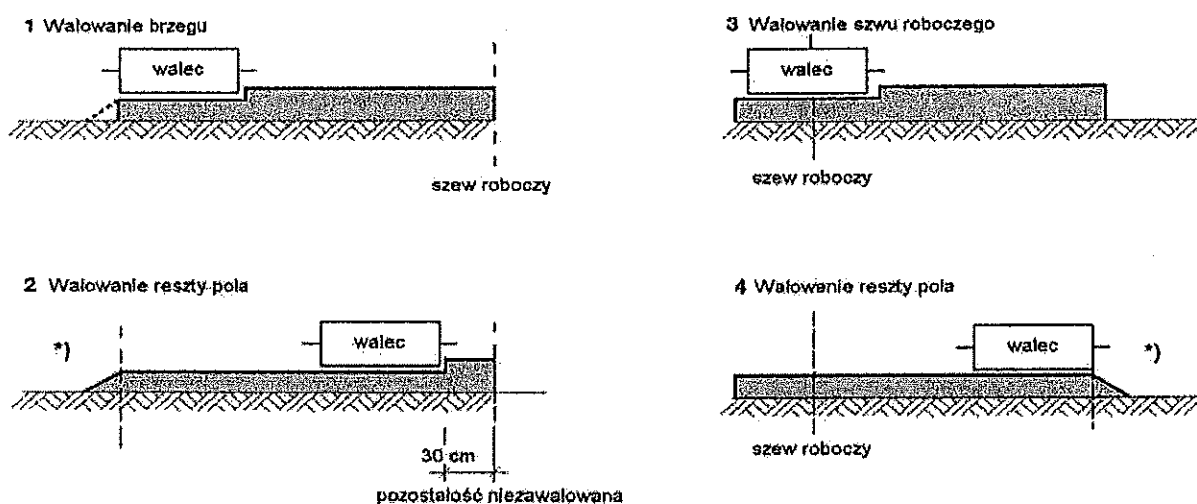 1 Wałowanie brzegu
walec
szew roboczy
2 Wałowanie reszty pola
*)
walec
30 cm
pozostałość niezawałowana
3 Wałowanie szwu roboczego
walec
szew roboczy
4 Wałowanie reszty pola
walec
*)
szew roboczy